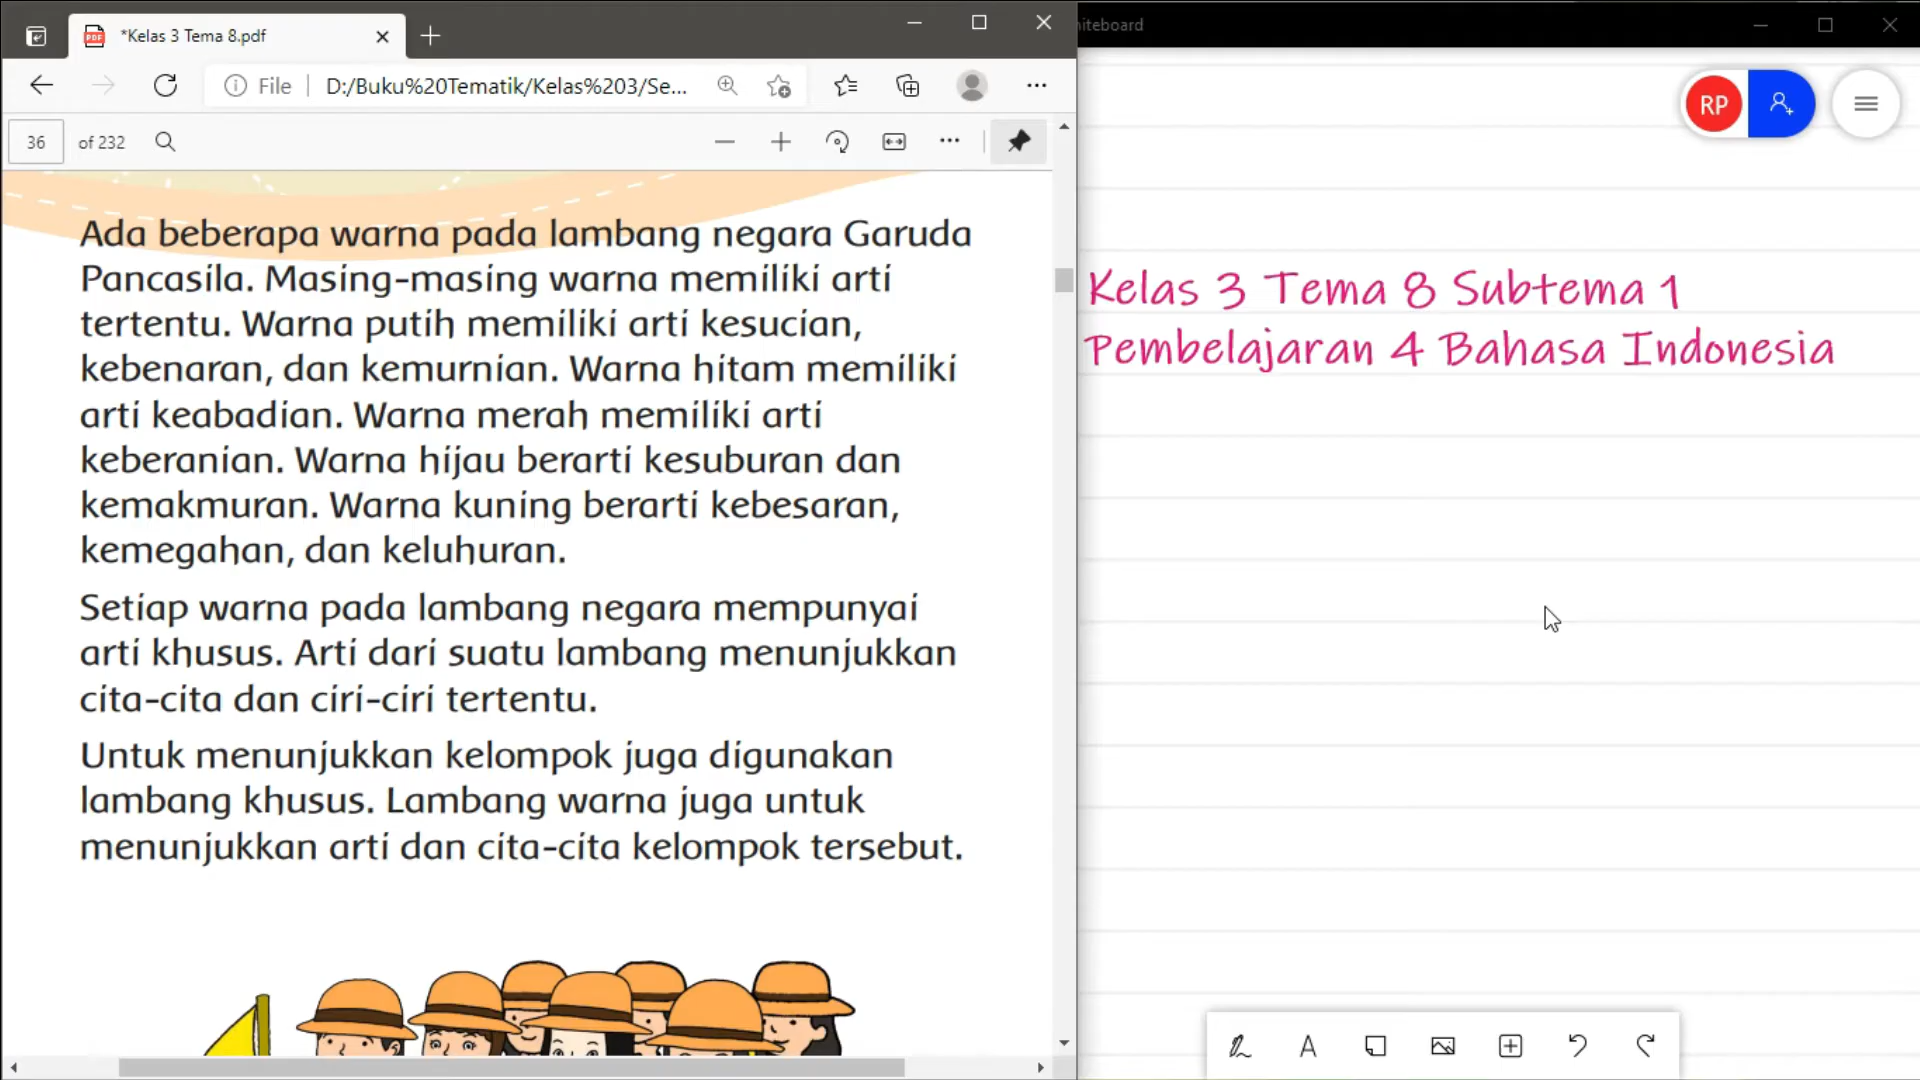 *Kelas 3 Tema 8.pdf
File
D:/Buku%20Tematik/Kelas%203/Se...
36 of 232
Ada beberapa warna pada lambang negara Garuda
Pancasila. Masing-masing warna memiliki arti
tertentu. Warna putih memiliki arti kesucian,
kebenaran, dan kemurnian. Warna hitam memiliki
arti keabadian. Warna merah memiliki arti
keberanian. Warna hijau berarti kesuburan dan
kemakmuran. Warna kuning berarti kebesaran,
kemegahan, dan keluhuran.
Setiap warna pada lambang negara mempunyai
arti khusus. Arti dari suatu lambang menunjukkan
cita-cita dan ciri-ciri tertentu.
Untuk menunjukkan kelompok juga digunakan
lambang khusus. Lambang warna juga untuk
menunjukkan arti dan cita-cita kelompok tersebut.
iteboard
RP
Kelas 3 Tema 8 Subtema 1
Pembelajaran 4 Bahasa Indonesia